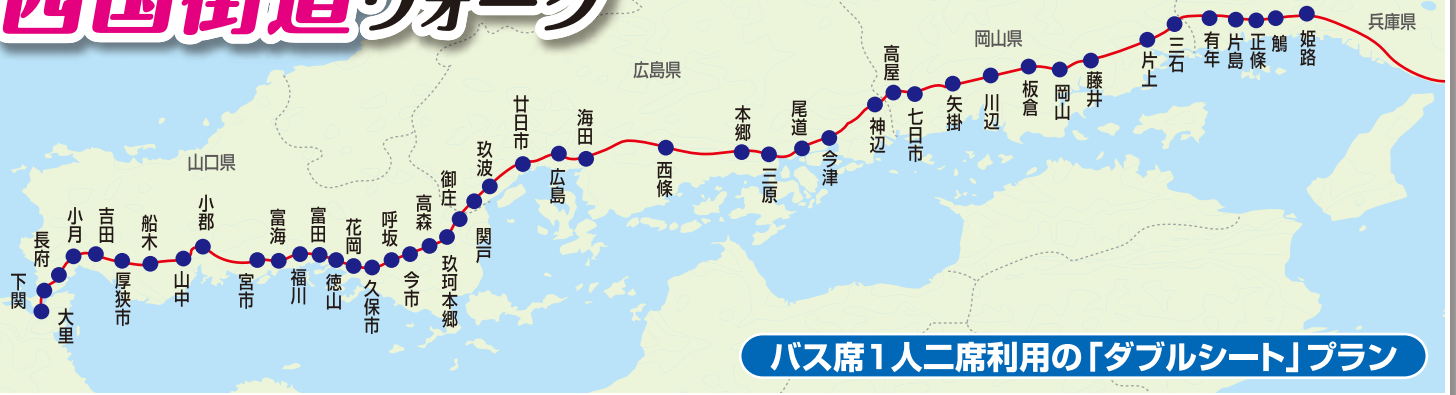 西国街道ウォーク
兵庫県
岡山県
広島県
山口県
姫路
鵤
正條
片島
有年
三石
片上
藤井
岡山
板倉
川辺
矢掛
七日市
高屋
神辺
今津
尾道
三原
本郷
西條
海田
広島
廿日市
玖波
関戸
御庄
玖珂本郷
高森
今市
呼坂
久保市
花岡
徳山
富田
福川
富海
宮市
小郡
山中
船木
厚狭市
吉田
小月
長府
下関
大里
バス席1人二席利用の「ダブルシート」プラン